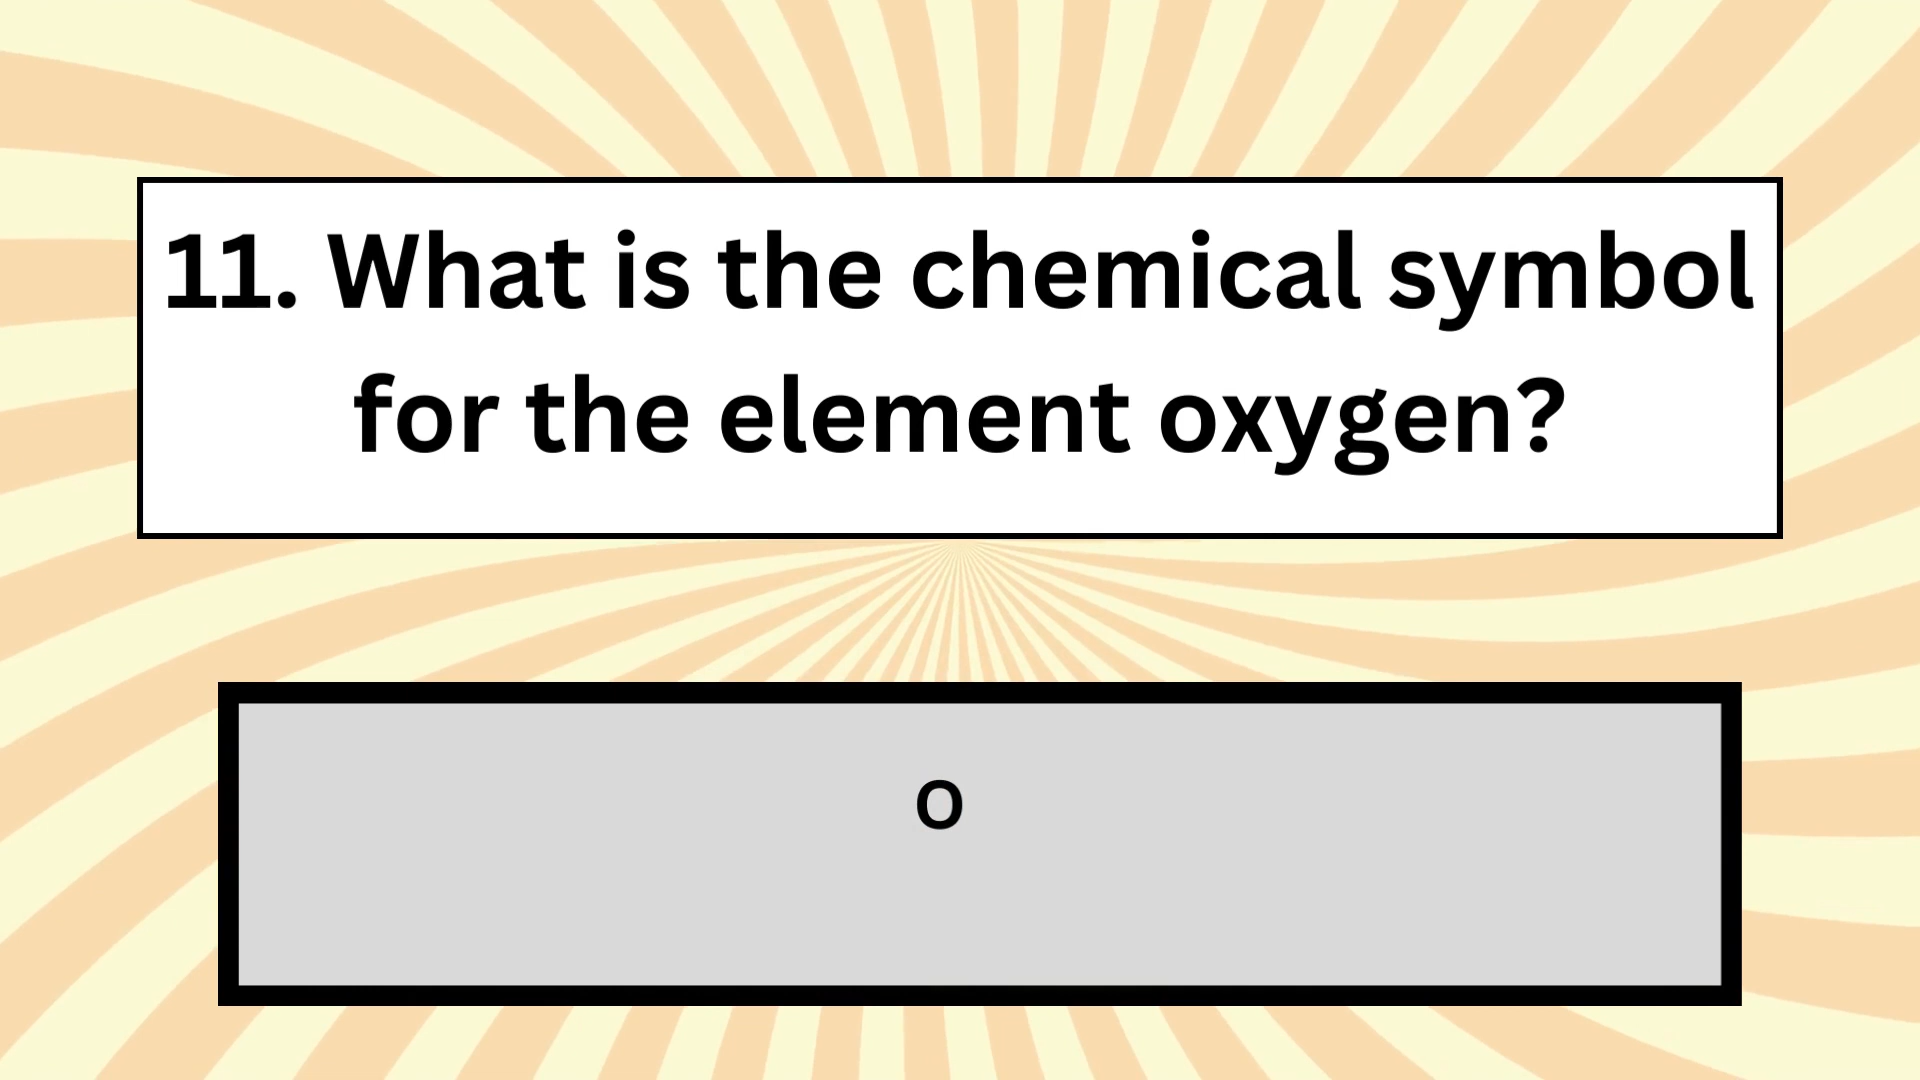 11. What is the chemical symbol
for the element oxygen?
O